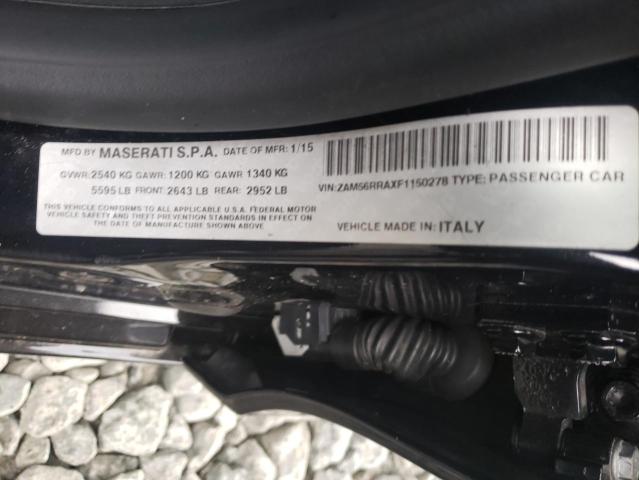 MFD BY MASERATI S.P.A. DATE OF MFR: 1/15
GVWR: 2540 KG GAWR: 1200 KG GAWR 1340 KG
5595 LB FRONT: 2643 LB REAR: 2952 LB
THIS VEHICLE CONFORMS TO ALL APPLICABLE U.S.A. FEDERAL MOTOR
VEHICLE SAFETY AND THEFT PREVENTION STANDARDS IN EFFECT ON
THE DATE OF MANUFACTURE SHOWN ABOVE
VIN: ZAM56RRAXF1150278 TYPE: PASSENGER CAR
VEHICLE MADE IN ITALY